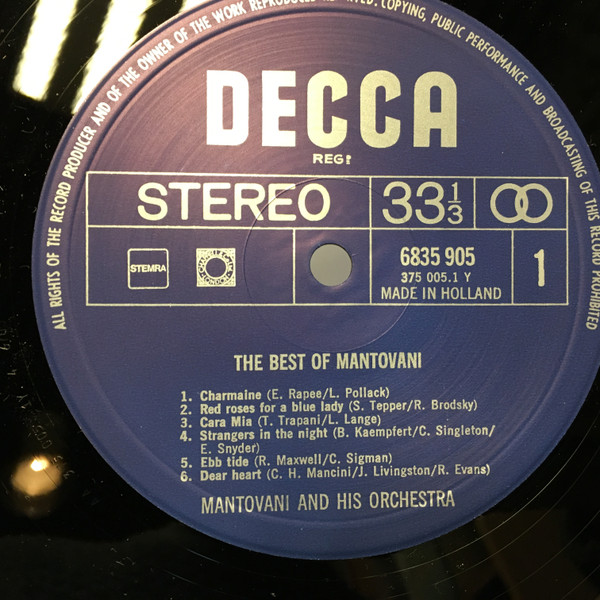 ALL RIGHTS OF THE RECORD PRODUCER AND OF THE OWNER OF THE WORK REPRODUCED COPYING, PUBLIC PERFORMANCE AND BROADCASTING OF THIS RECORD PROHIBITED
DECCA
REGᴰ
STEREO 33 1/3
STEMRA 6835 905 1
375 005.1 Y
MADE IN HOLLAND
THE BEST OF MANTOVANI
1. Charmaine (E. Rapee/L. Pollack)
2. Red roses for a blue lady (S. Tepper/R. Brodsky)
3. Cara Mia (T. Trapani/L. Lange)
4. Strangers in the night (B. Kaempfert/C. Singleton/
E. Snyder)
5. Ebb tide (R. Maxwell/C. Sigman)
6. Dear heart (C. H. Mancini/J. Livingston/R. Evans)
MANTOVANI AND HIS ORCHESTRA